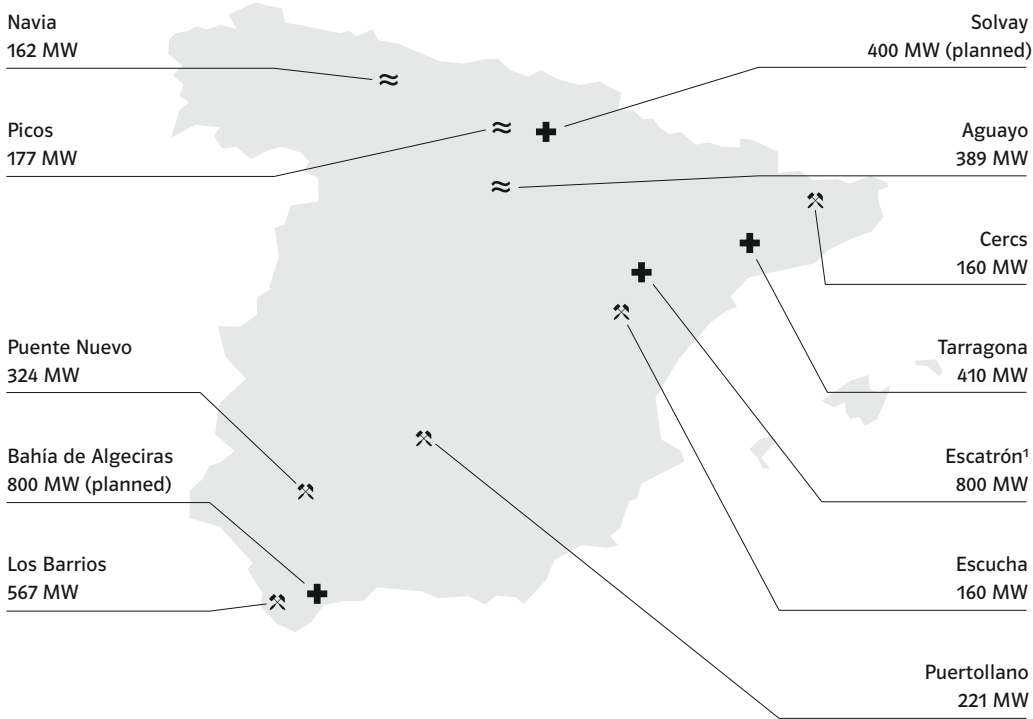 Navia
162 MW
Picos
177 MW
Puente Nuevo
324 MW
Bahía de Algeciras
800 MW (planned)
Los Barrios
567 MW
Solvay
400 MW (planned)
Aguayo
389 MW
Cercs
160 MW
Tarragona
410 MW
Escatrón¹
800 MW
Escucha
160 MW
Puertollano
221 MW